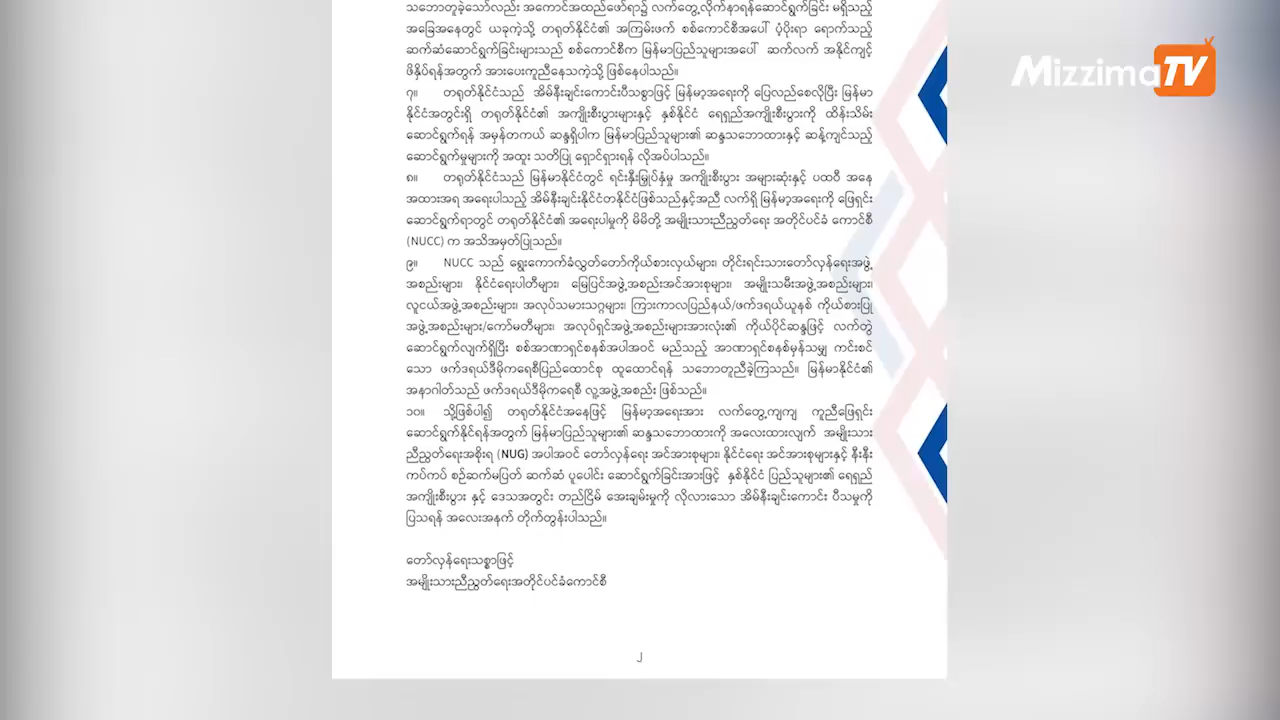 သဘောတူခဲ့သော်လည်း အကောင်အထည်ဖော်ရာ၌ လက်တွေ့လိုက်နာရန်ဆောင်ရွက်ခြင်း မရှိသည့်
အခြေအနေတွင် ယခုကဲ့သို့ တရုတ်နိုင်ငံ၏ အကြမ်းဖက် စစ်ကောင်စီအပေါ် ပံ့ပိုးရာ ရောက်သည့်
ဆက်ဆံဆောင်ရွက်ခြင်းများသည် စစ်ကောင်စီက မြန်မာပြည်သူများအပေါ် ဆက်လက် အနိုင်ကျင့်
ဖိနှိပ်ရန်အတွက် အားပေးကူညီနေသကဲ့သို့ ဖြစ်နေပါသည်။
၇။ တရုတ်နိုင်ငံသည် အိမ်နီးချင်းကောင်းပီသစွာဖြင့် မြန်မာ့အရေးကို ပြေလည်စေလိုပြီး မြန်မာ
နိုင်ငံအတွင်းရှိ တရုတ်နိုင်ငံ၏ အကျိုးစီးပွားများနှင့် နှစ်နိုင်ငံ ရေရှည်အကျိုးစီးပွားကို ထိန်းသိမ်း
ဆောင်ရွက်ရန် အမှန်တကယ် ဆန္ဒရှိပါက မြန်မာပြည်သူများ၏ ဆန္ဒသဘောထားနှင့် ဆန့်ကျင်သည့်
ဆောင်ရွက်မှုများကို အထူး သတိပြု ရှောင်ရှားရန် လိုအပ်ပါသည်။
၈။ တရုတ်နိုင်ငံသည် မြန်မာနိုင်ငံတွင် ရင်းနှီးမြှုပ်နှံမှု အကျိုးစီးပွား အများဆုံးနှင့် ပထဝီ အနေ
အထားအရ အရေးပါသည့် အိမ်နီးချင်းနိုင်ငံတနိုင်ငံဖြစ်သည်နှင့်အညီ လက်ရှိ မြန်မာ့အရေးကို ဖြေရှင်း
ဆောင်ရွက်ရာတွင် တရုတ်နိုင်ငံ၏ အရေးပါမှုကို မိမိတို့ အမျိုးသားညီညွတ်ရေး အတိုင်ပင်ခံ ကောင်စီ
(NUCC) က အသိအမှတ်ပြုသည်။
၉။ NUCC သည် ရွေးကောက်ခံလွှတ်တော်ကိုယ်စားလှယ်များ၊ တိုင်းရင်းသားတော်လှန်ရေးအဖွဲ့
အစည်းများ၊ နိုင်ငံရေးပါတီများ၊ မြေပြင်အဖွဲ့အစည်းအင်အားစုများ၊ အမျိုးသမီးအဖွဲ့အစည်းများ၊
လူငယ်အဖွဲ့အစည်းများ၊ အလုပ်သမားသဂ္ဂများ၊ ကြားကာလပြည်နယ်/ဖက်ဒရယ်ယူနစ် ကိုယ်စားပြု
အဖွဲ့အစည်းများ/ကော်မတီများ၊ အလုပ်ရှင်အဖွဲ့အစည်းများအားလုံး၏ ကိုယ်ပိုင်ဆန္ဒဖြင့် လက်တွဲ
ဆောင်ရွက်လျက်ရှိပြီး စစ်အာဏာရှင်စနစ်အပါအဝင် မည်သည့် အာဏာရှင်စနစ်မှန်သမျှ ကင်းစင်
သော ဖက်ဒရယ်ဒီမိုကရေစီပြည်ထောင်စု ထူထောင်ရန် သဘောတူညီခဲ့ကြသည်။ မြန်မာနိုင်ငံ၏
အနာဂါတ်သည် ဖက်ဒရယ်ဒီမိုကရေစီ လူ့အဖွဲ့အစည်း ဖြစ်သည်။
၁၀။ သို့ဖြစ်ပါ၍ တရုတ်နိုင်ငံအနေဖြင့် မြန်မာ့အရေးအား လက်တွေ့ကျကျ ကူညီဖြေရှင်း
ဆောင်ရွက်နိုင်ရန်အတွက် မြန်မာပြည်သူများ၏ ဆန္ဒသဘောထားကို အလေးထားလျက် အမျိုးသား
ညီညွတ်ရေးအစိုးရ (NUG) အပါအဝင် တော်လှန်ရေး အင်အားစုများ၊ နိုင်ငံရေး အင်အားစုများနှင့် နီးနီး
ကပ်ကပ် စဉ်ဆက်မပြတ် ဆက်ဆံ ပူပေါင်း ဆောင်ရွက်ခြင်းအားဖြင့် နှစ်နိုင်ငံ ပြည်သူများ၏ ရေရှည်
အကျိုးစီးပွား နှင့် ဒေသအတွင်း တည်ငြိမ် အေးချမ်းမှုကို လိုလားသော အိမ်နီးချင်းကောင်း ပီသမှုကို
ပြသရန် အလေးအနက် တိုက်တွန်းပါသည်။
တော်လှန်ရေးသစ္စာဖြင့်
အမျိုးသားညီညွတ်ရေးအတိုင်ပင်ခံကောင်စီ
၂
Mizzima TV